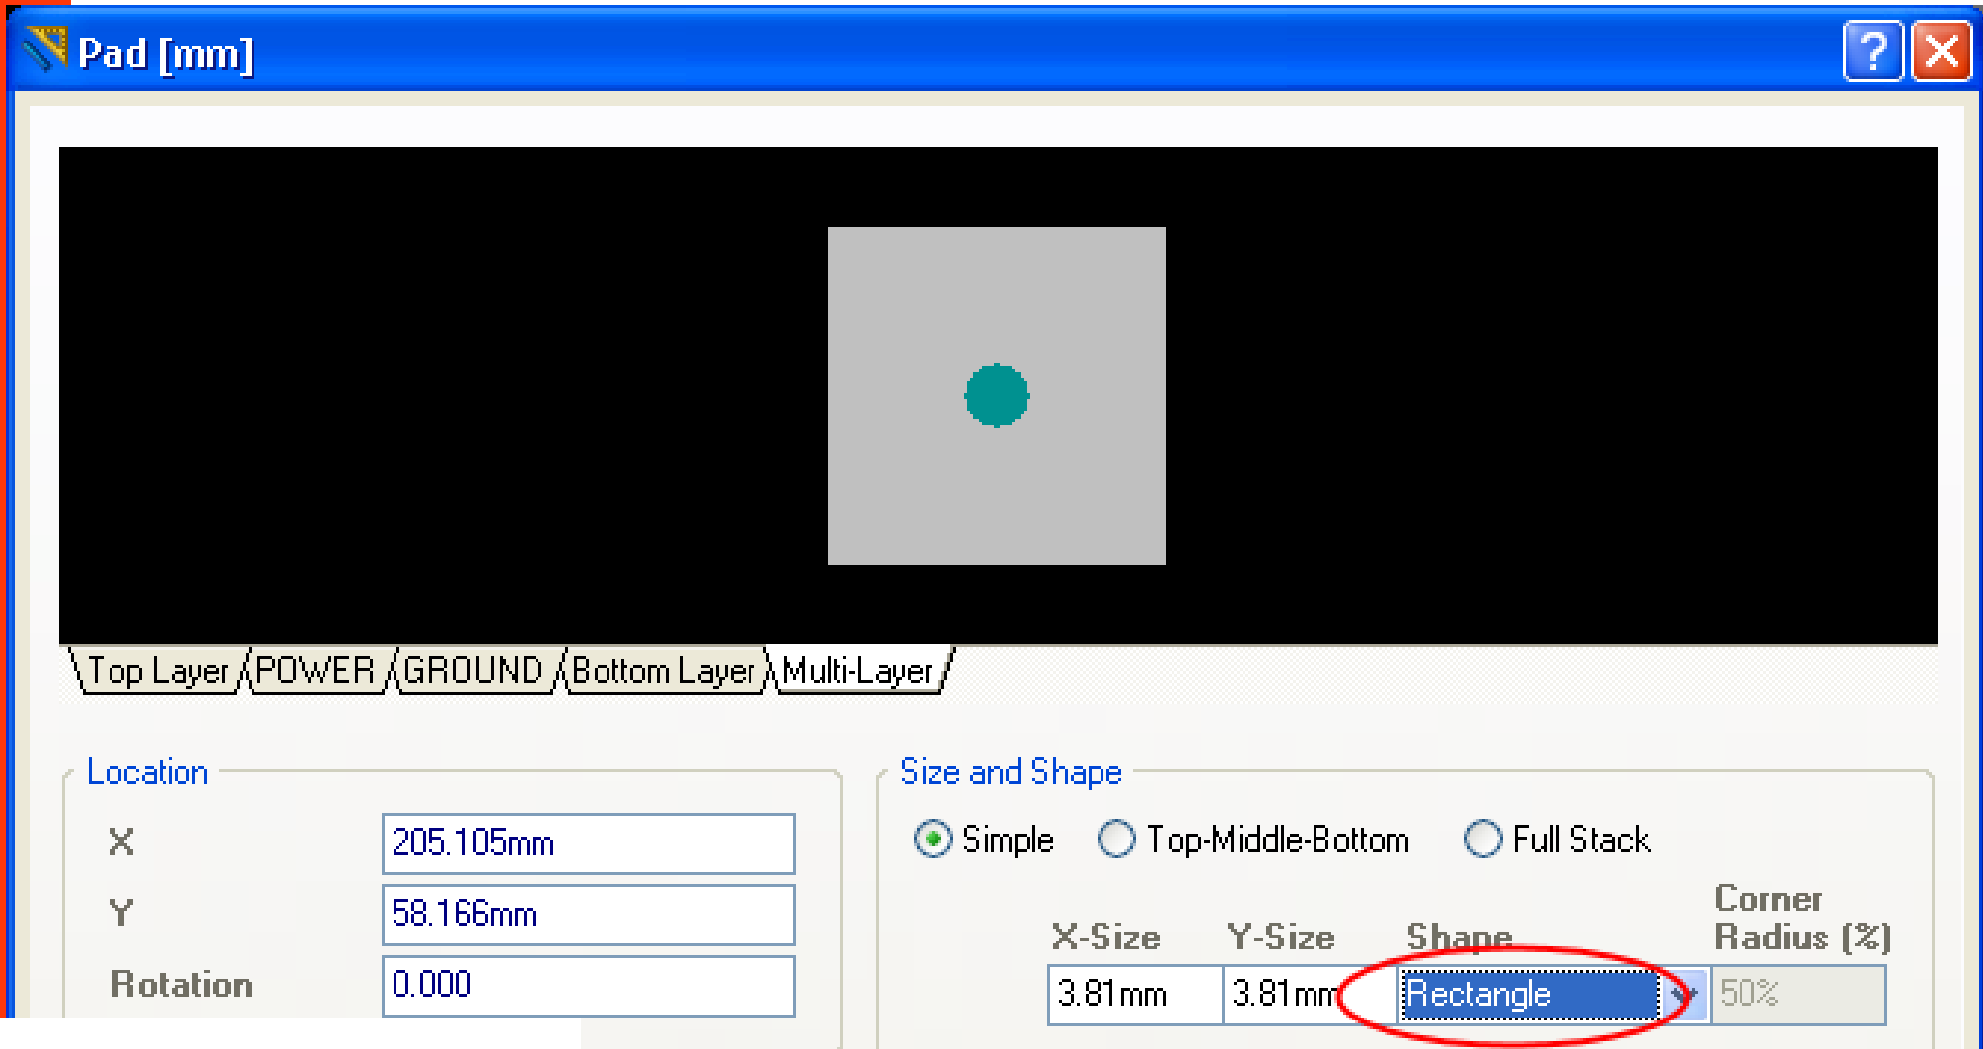 Pad [mm]
?
Top Layer POWER GROUND Bottom Layer Multi-Layer
Location
X 205.105mm
Y 58.166mm
Rotation 0.000
Size and Shape
Simple Top-Middle-Bottom Full Stack
X-Size Y-Size Shape Corner Radius (%)
3.81mm 3.81mm Rectangle 50%